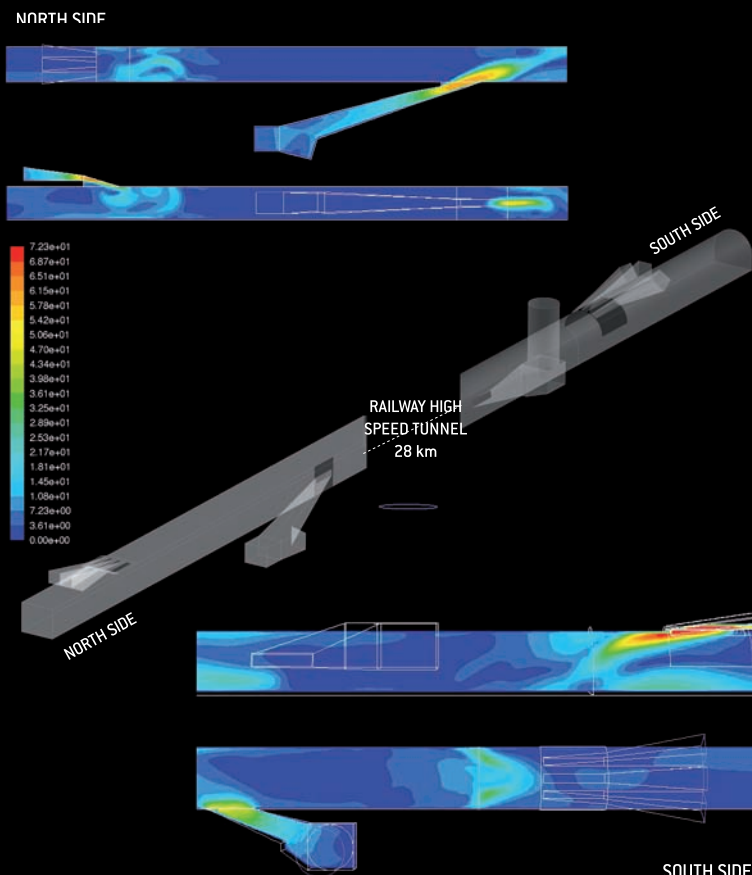 NORTH SIDE
SOUTH SIDE
7.23e+01
6.87e+01
6.51e+01
6.15e+01
5.78e+01
5.42e+01
5.06e+01
4.70e+01
4.34e+01
3.98e+01
3.61e+01
3.25e+01
2.89e+01
2.53e+01
2.17e+01
1.81e+01
1.45e+01
1.08e+01
7.23e+00
3.61e+00
0.00e+00
RAILWAY HIGH
SPEED TUNNEL
28 km
NORTH SIDE
SOUTH SIDE